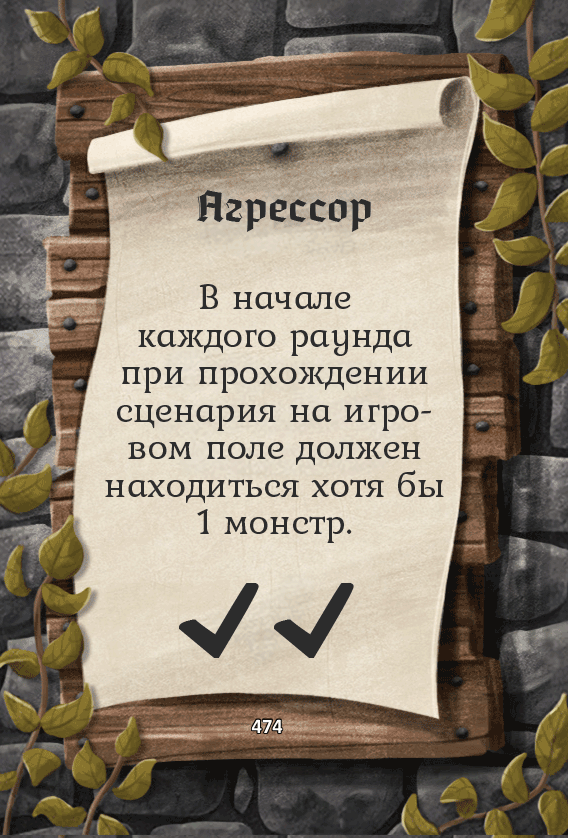 Агрессор
В начале
каждого раунда
при прохождении
сценария на игро-
вом поле должен
находиться хотя бы
1 монстр.
474